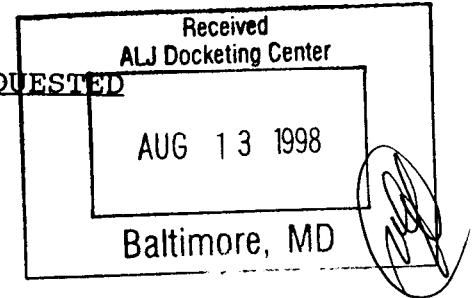 Received
ALJ Docketing Center
QUESTED
AUG 13 1998
Baltimore, MD